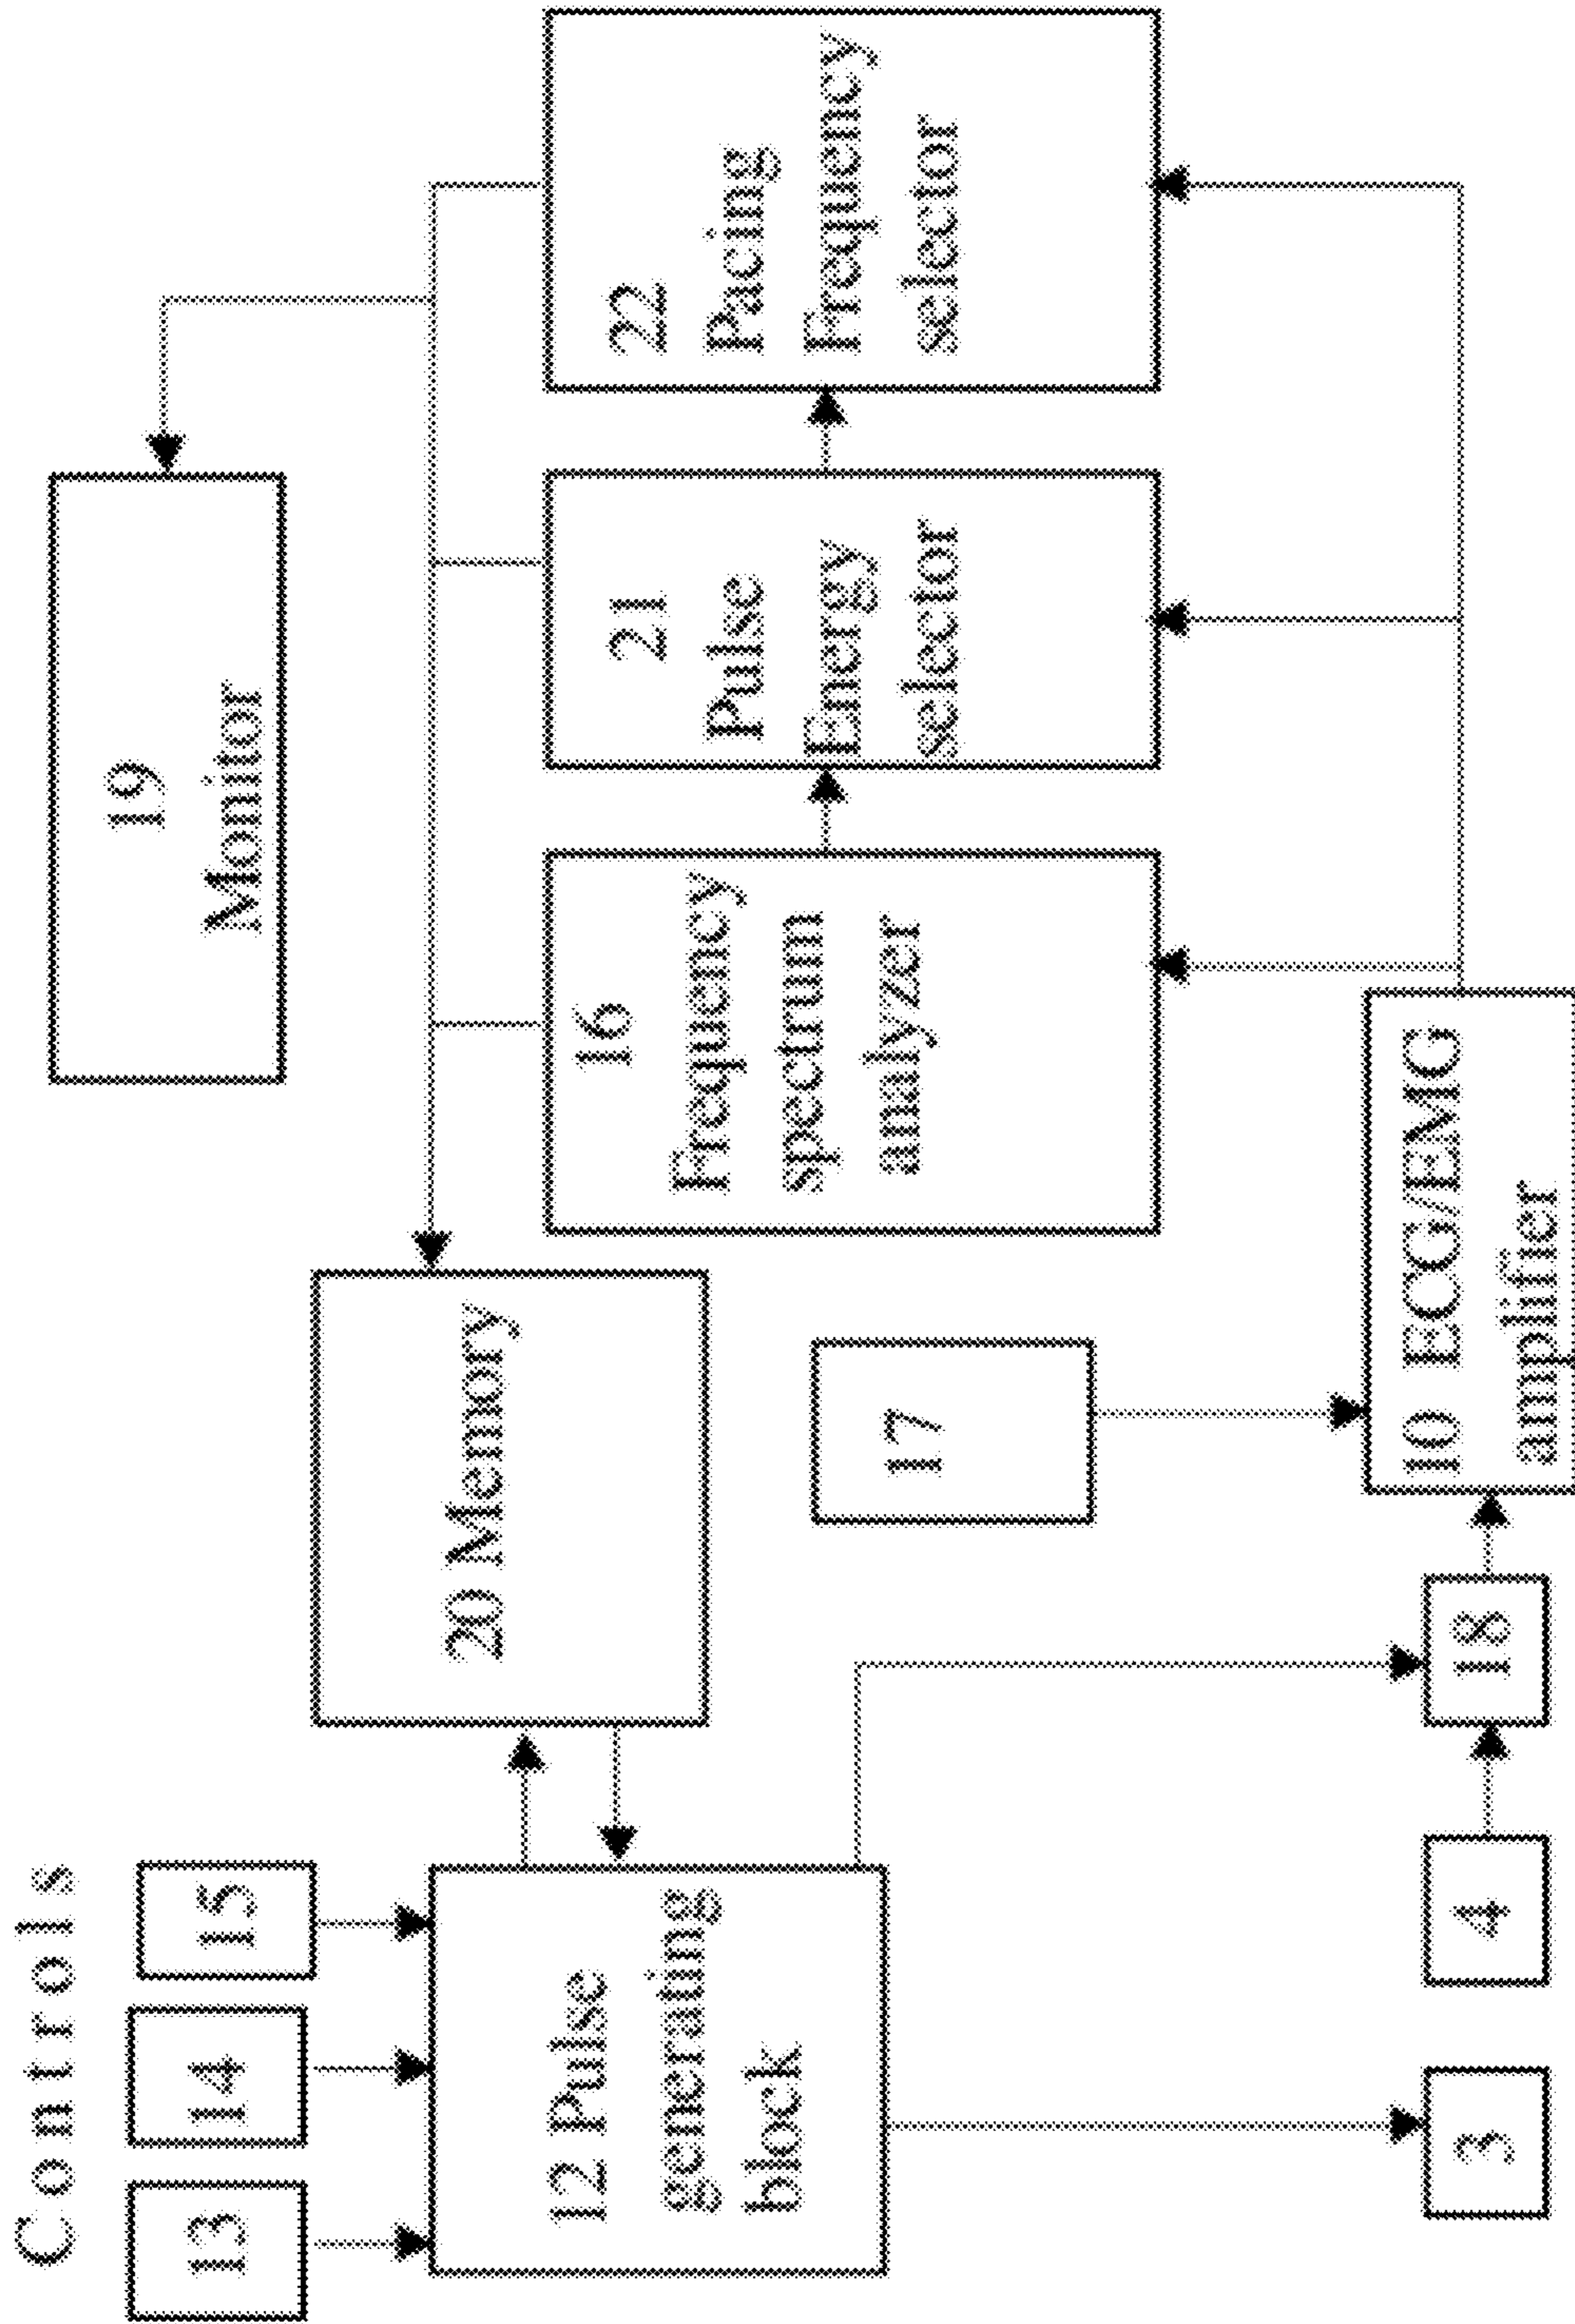 Controls
13
14
15
12 Pulse
generating
block
20 Memory
19
Monitor
16
Frequency
spectrum
analyzer
21
Pulse
Energy
selector
22
Pacing
Frequency
selector
17
3
4
18
10 ECG/EMG
amplifier